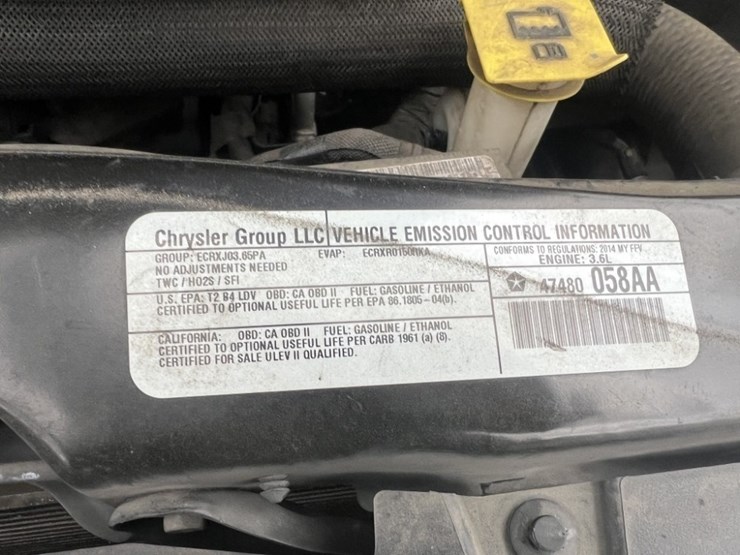 Chrysler Group LLC VEHICLE EMISSION CONTROL INFORMATION
GROUP: ECRXJ03.65PA EVAP: ECRXR0150RKA
NO ADJUSTMENTS NEEDED
TWC / HO2S / SFI
CONFORMS TO REGULATIONS: 2014 MY FFV
ENGINE: 3.6L
47480 058AA
U.S. EPA: T2 B4 LDV OBD: CA OBD II FUEL: GASOLINE / ETHANOL
CERTIFIED TO OPTIONAL USEFUL LIFE PER EPA 86.1805-04(b).
CALIFORNIA: OBD: CA OBD II FUEL: GASOLINE / ETHANOL
CERTIFIED TO OPTIONAL USEFUL LIFE PER CARB 1961 (a) (8).
CERTIFIED FOR SALE ULEV II QUALIFIED.